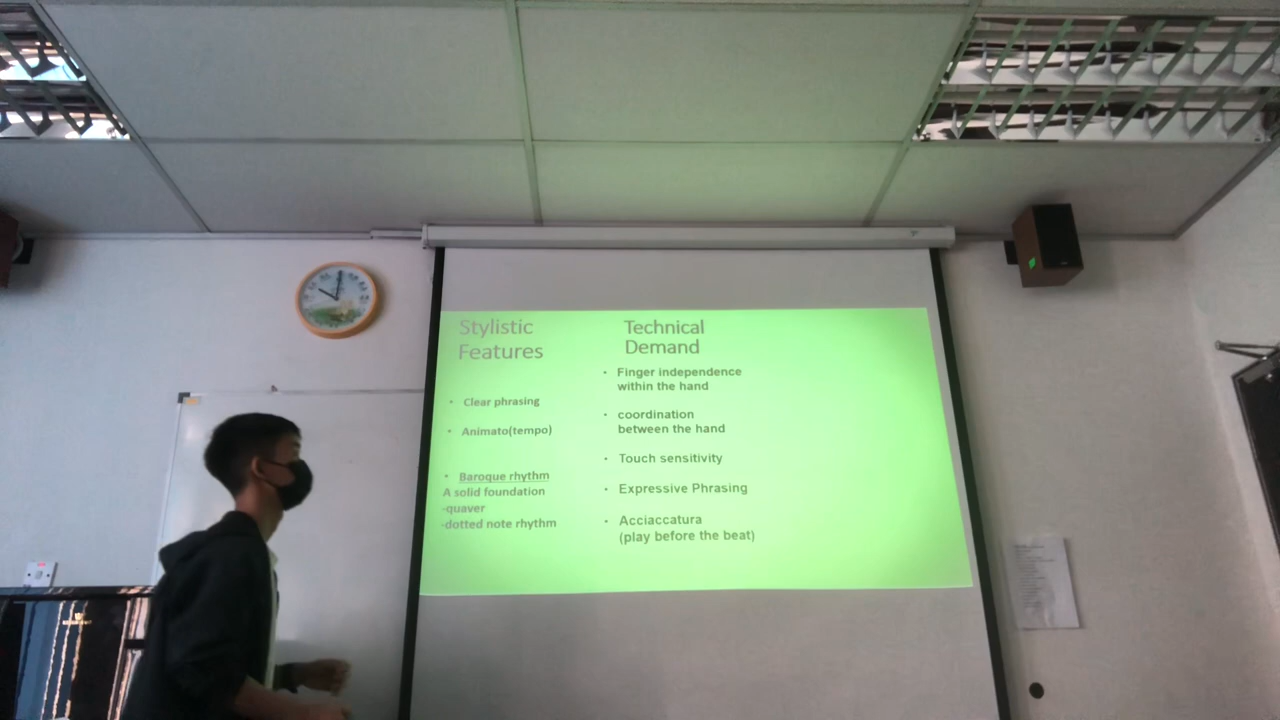 Stylistic
Features
• Clear phrasing
• Animato(tempo)
• Baroque rhythm
A solid foundation
-quaver
-dotted note rhythm
Technical
Demand
• Finger independence
within the hand
• coordination
between the hand
• Touch sensitivity
• Expressive Phrasing
• Acciaccatura
(play before the beat)